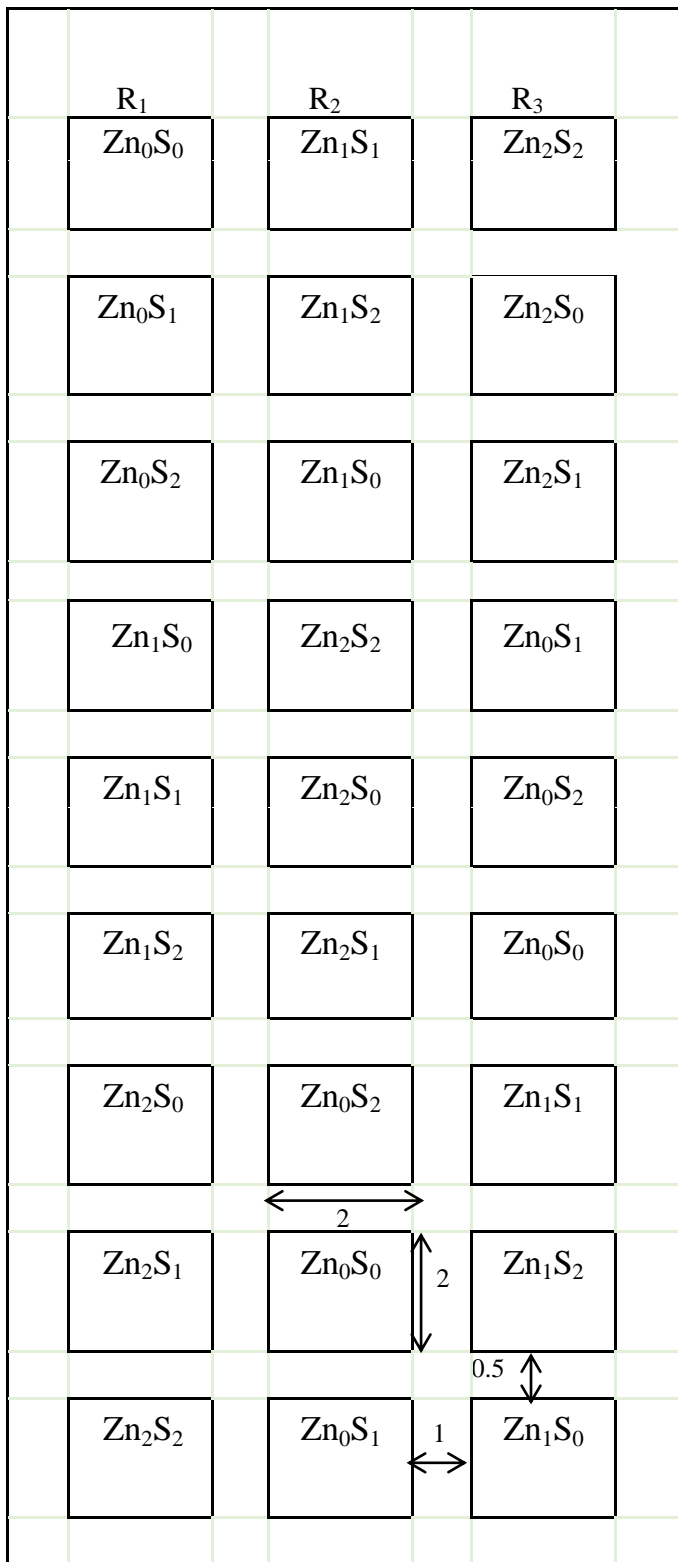 R₁ R₂ R₃
Zn₀S₀ Zn₁S₁ Zn₂S₂
Zn₀S₁ Zn₁S₂ Zn₂S₀
Zn₀S₂ Zn₁S₀ Zn₂S₁
Zn₁S₀ Zn₂S₂ Zn₀S₁
Zn₁S₁ Zn₂S₀ Zn₀S₂
Zn₁S₂ Zn₂S₁ Zn₀S₀
Zn₂S₀ Zn₀S₂ Zn₁S₁
2
Zn₂S₁ Zn₀S₀ Zn₁S₂
2
0.5
Zn₂S₂ Zn₀S₁ 1 Zn₁S₀